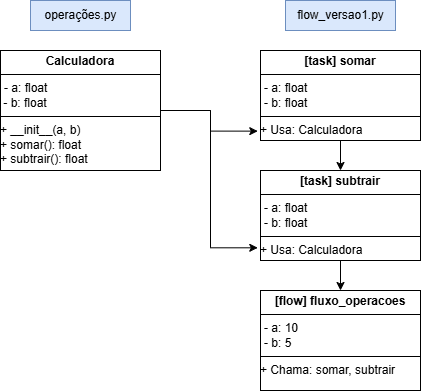 operações.py
flow_versao1.py
Calculadora
- a: float
- b: float
+ __init__(a, b)
+ somar(): float
+ subtrair(): float
[task] somar
- a: float
- b: float
+ Usa: Calculadora
[task] subtrair
- a: float
- b: float
+ Usa: Calculadora
[flow] fluxo_operacoes
- a: 10
- b: 5
+ Chama: somar, subtrair